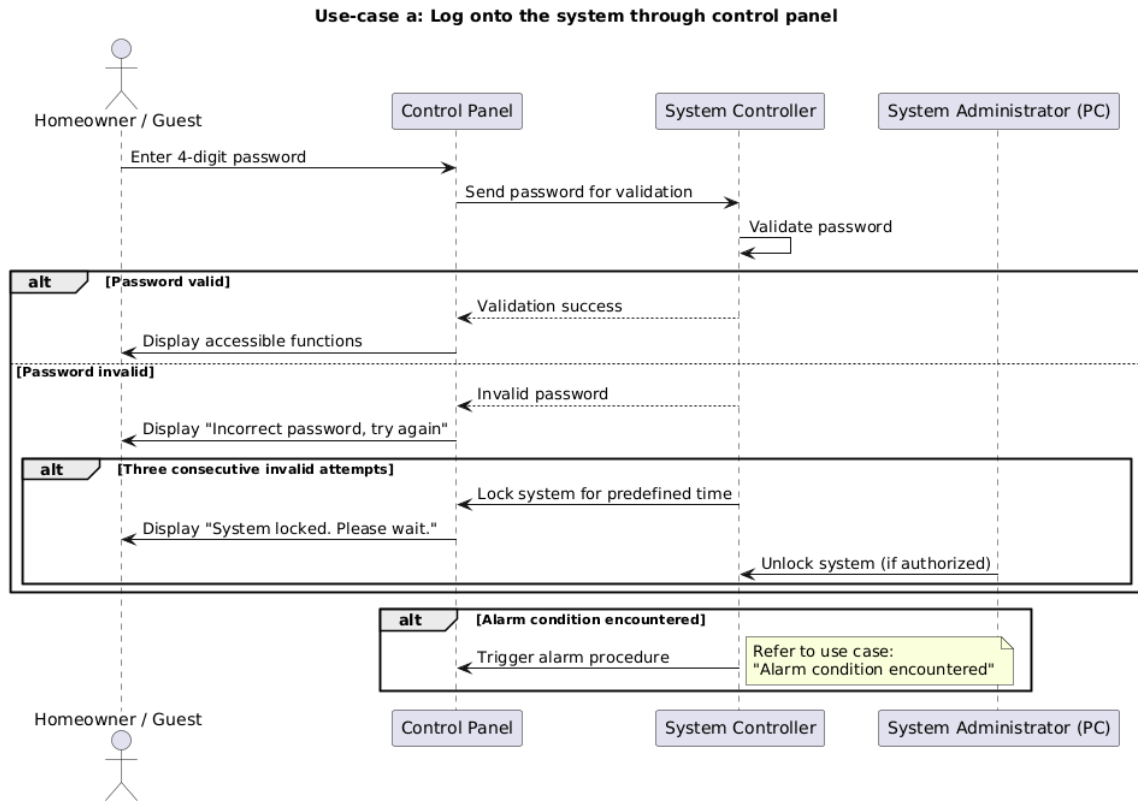 Use-case a: Log onto the system through control panel
Homeowner / Guest
Control Panel
System Controller
System Administrator (PC)
Enter 4-digit password
Send password for validation
Validate password
alt
[Password valid]
Validation success
Display accessible functions
[Password invalid]
Invalid password
Display "Incorrect password, try again"
alt
[Three consecutive invalid attempts]
Lock system for predefined time
Display "System locked. Please wait."
Unlock system (if authorized)
alt
[Alarm condition encountered]
Trigger alarm procedure
Refer to use case:
"Alarm condition encountered"
Homeowner / Guest
Control Panel
System Controller
System Administrator (PC)